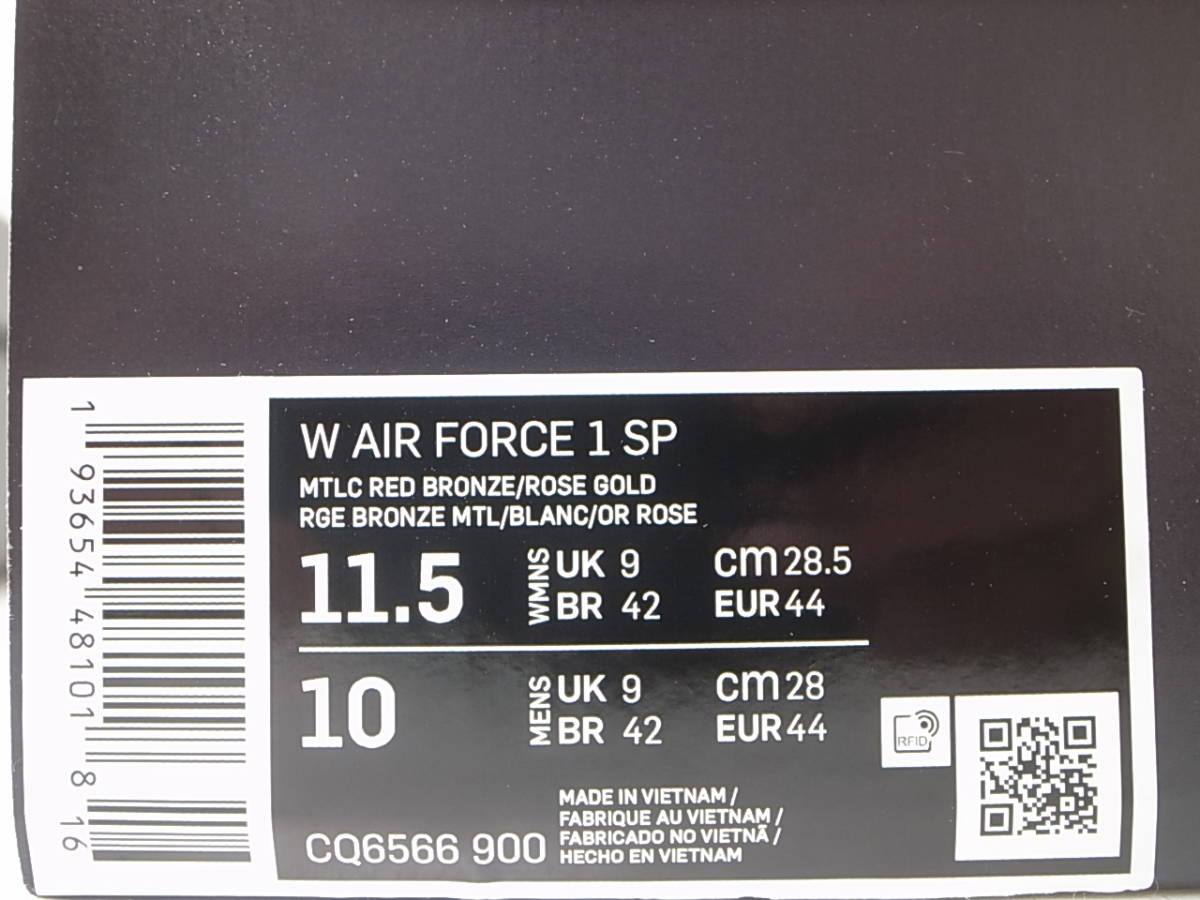 W AIR FORCE 1 SP
MTLC RED BRONZE/ROSE GOLD
RGE BRONZE MTL/BLANC/OR ROSE
11.5 WMNS UK 9 cm 28.5
BR 42 EUR 44
10 MENS UK 9 cm 28
BR 42 EUR 44
RFID
CQ6566 900
MADE IN VIETNAM /
FABRIQUE AU VIETNAM /
FABRICADO NO VIETNÃ /
HECHO EN VIETNAM
1 93654 48101 8 16